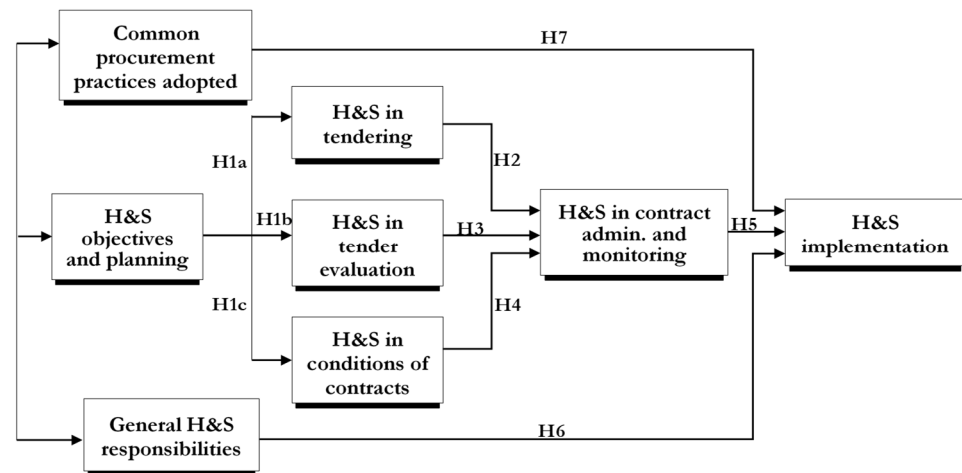 Common
procurement
practices adopted
H7
H&S in
tendering
H1a
H2
H&S
objectives
and planning
H1b
H&S in
tender
evaluation
H3
H&S in contract
admin. and
monitoring
H5
H&S
implementation
H1c
H4
H&S in
conditions of
contracts
General H&S
responsibilities
H6